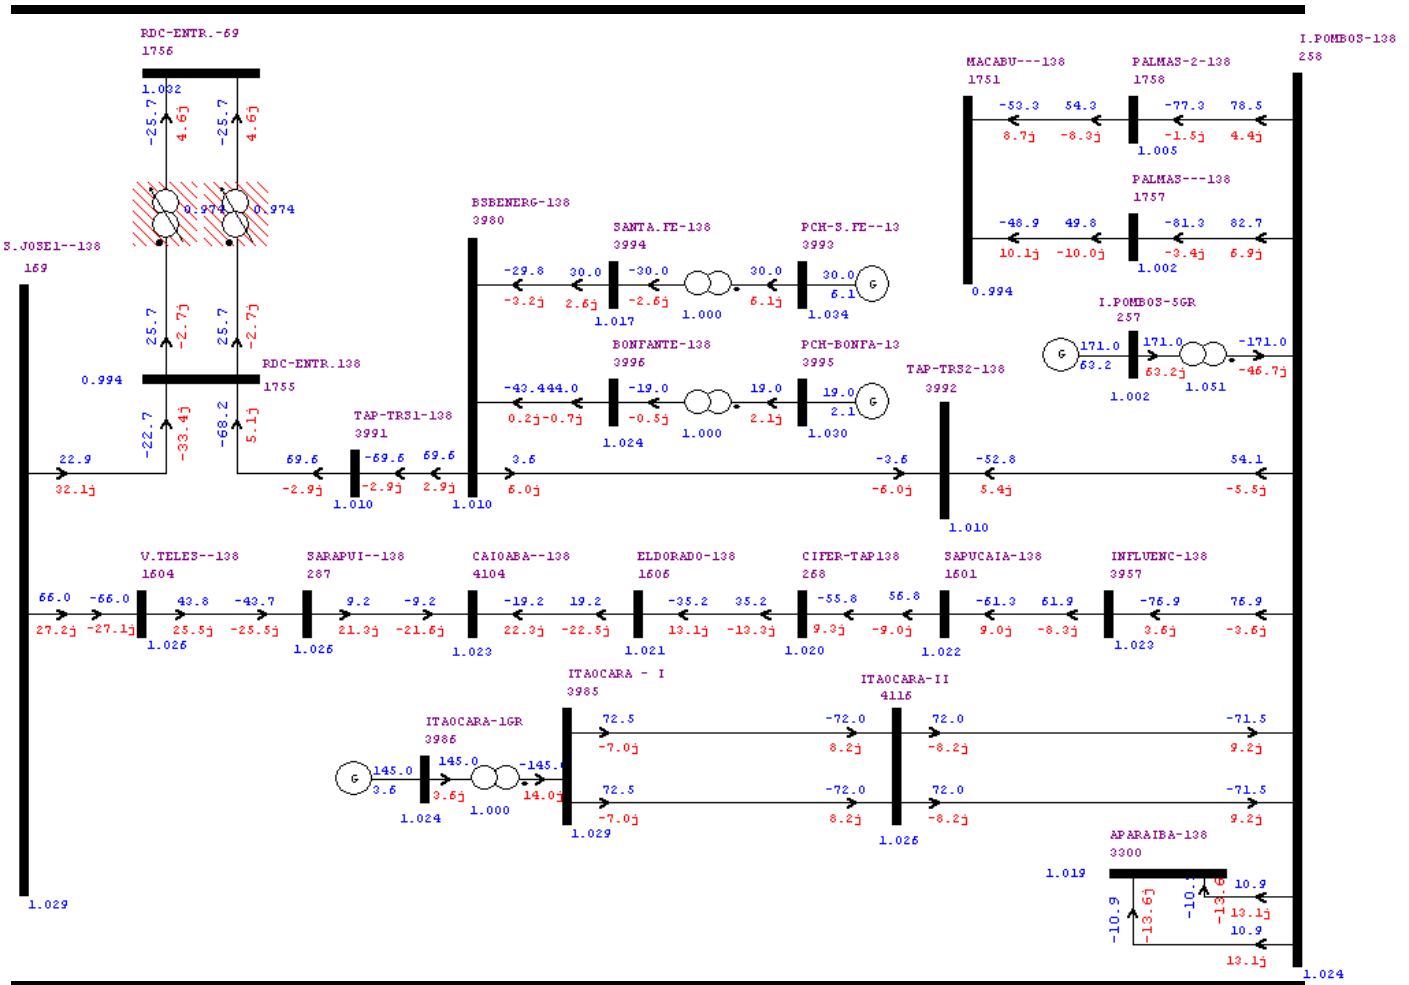 RDC-ENTR.-69
1756
1.032
-25.7
4.6j
-25.7
4.6j
0.974
0.974
25.7
-2.7j
25.7
-2.7j
S.JOSE1--138
169
RDC-ENTR.138
1755
0.994
-22.7
-33.4j
-68.2
5.1j
22.9
32.1j
69.6
-2.9j
TAP-TRS1-138
3991
-69.6
69.6
-2.9j
2.9j
1.010
1.010
BSBENERG-138
3980
-29.8
30.0
-3.2j
2.6j
SANTA.FE-138
3994
-30.0
30.0
-2.6j
6.1j
1.017
1.000
PCH-S.FE--13
3993
30.0
6.1
G
1.034
BONFANTE-138
3996
-43.444.0
0.2j-0.7j
-19.0
19.0
-0.5j
2.1j
1.024
1.000
PCH-BONFA-13
3995
19.0
2.1
G
1.030
3.6
6.0j
-3.6
-6.0j
TAP-TRS2-138
3992
-52.8
5.4j
54.1
-5.5j
1.010
MACABU---138
1751
PALMAS-2-138
1758
I.POMBOS-138
258
-53.3
54.3
-77.3
78.5
8.7j
-8.3j
-1.5j
4.4j
1.005
PALMAS---138
1757
-48.9
49.8
-81.3
82.7
10.1j
-10.0j
-3.4j
6.9j
1.002
0.994
I.POMBOS-5GR
257
G
171.0
63.2
171.0
63.2j
-171.0
-46.7j
1.051
1.002
V.TELES--138
1604
SARAPUI--138
287
CAIOABA--138
4104
ELDORADO-138
1606
CIFER-TAP138
268
SAPUCAIA-138
1601
INFLUENC-138
3957
66.0
-66.0
43.8
-43.7
9.2
-9.2
-19.2
19.2
-35.2
35.2
-55.8
56.8
-61.3
61.9
-76.9
76.9
27.2j
-27.1j
25.5j
-25.5j
21.3j
-21.6j
22.3j
-22.5j
13.1j
-13.3j
9.3j
-9.0j
9.0j
-8.3j
3.6j
-3.6j
1.026
1.026
1.023
1.021
1.020
1.022
1.023
ITAOCARA - I
3985
ITAOCARA-II
4116
ITAOCARA-1GR
3986
72.5
-7.0j
-72.0
8.2j
72.0
-8.2j
-71.5
9.2j
G
145.0
3.6
145.0
3.6j
-145.0
14.0j
1.000
1.024
72.5
-7.0j
-72.0
8.2j
72.0
-8.2j
-71.5
9.2j
1.029
1.026
APARAIBA-138
3300
1.019
-10.9
-13.6j
10.9
13.1j
10.9
13.1j
1.029
1.024